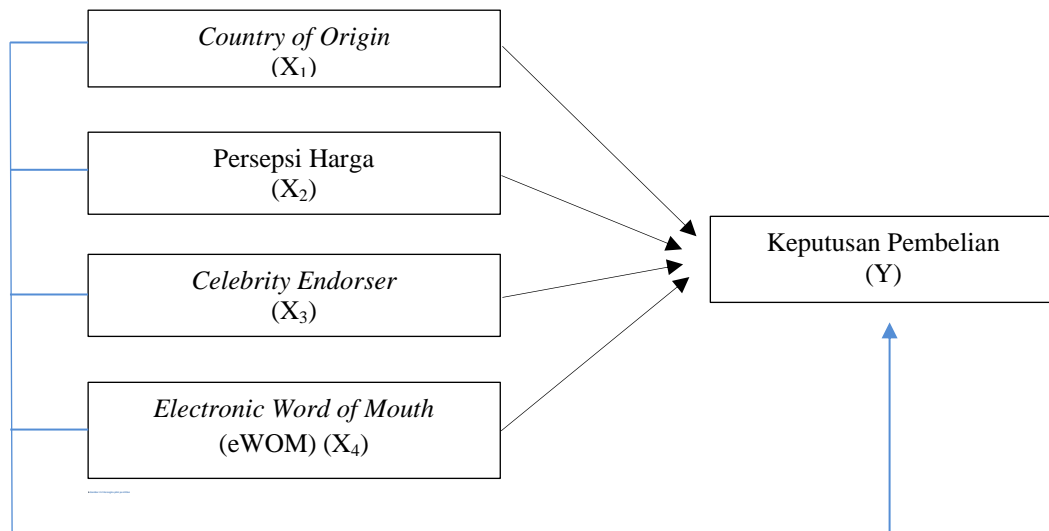 Country of Origin
(X₁)
Persepsi Harga
(X₂)
Celebrity Endorser
(X₃)
Keputusan Pembelian
(Y)
Electronic Word of Mouth
(eWOM) (X₄)